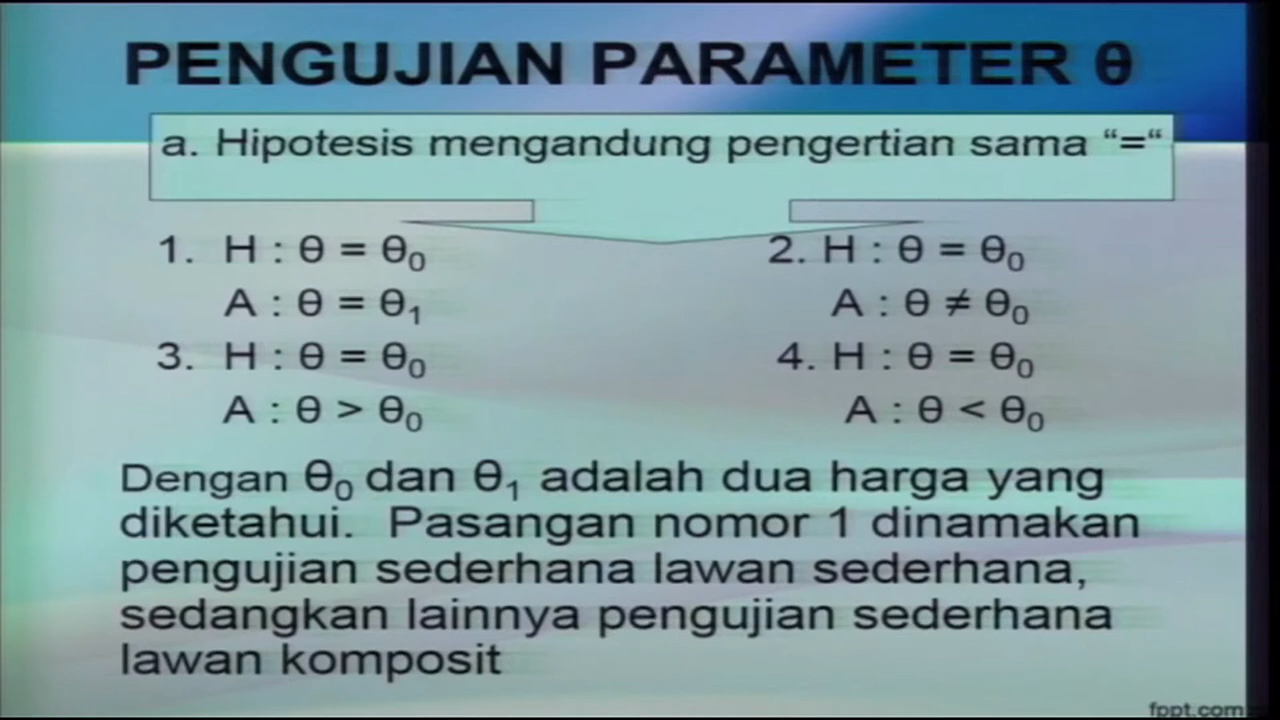 PENGUJIAN PARAMETER θ
a. Hipotesis mengandung pengertian sama “=“
1. H : θ = θ₀
A : θ = θ₁
2. H : θ = θ₀
A : θ ≠ θ₀
3. H : θ = θ₀
A : θ > θ₀
4. H : θ = θ₀
A : θ < θ₀
Dengan θ₀ dan θ₁ adalah dua harga yang
diketahui. Pasangan nomor 1 dinamakan
pengujian sederhana lawan sederhana,
sedangkan lainnya pengujian sederhana
lawan komposit
fppt.com